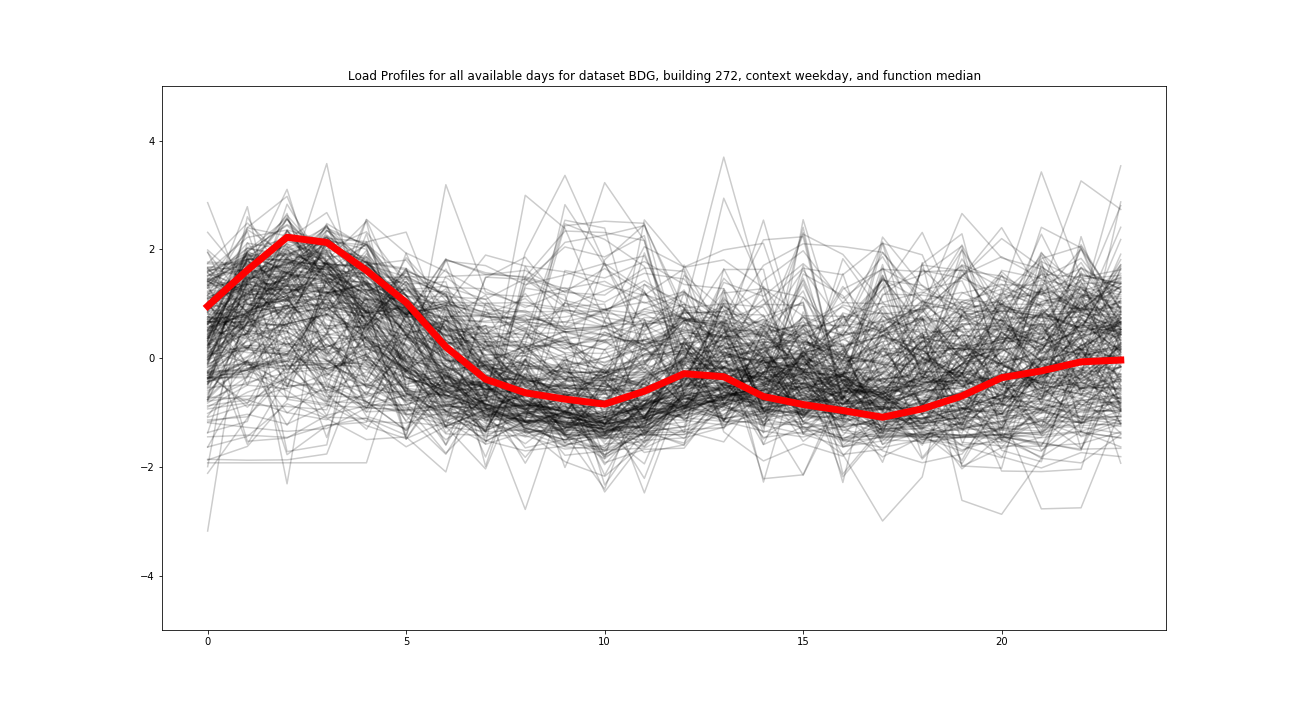 Load Profiles for all available days for dataset BDG, building 272, context weekday, and function median
4
2
0
−2
−4
0 5 10 15 20